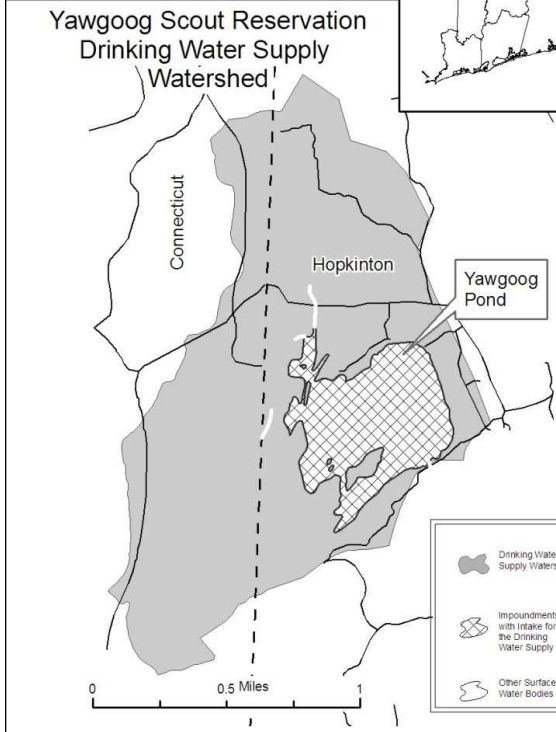 Yawgoog Scout Reservation
Drinking Water Supply
Watershed
Connecticut
Hopkinton
Yawgoog
Pond
Drinking Wate
Supply Waters
Impoundments
with Intake for
the Drinking
Water Supply
Other Surface
Water Bodies
0 0.5 Miles 1